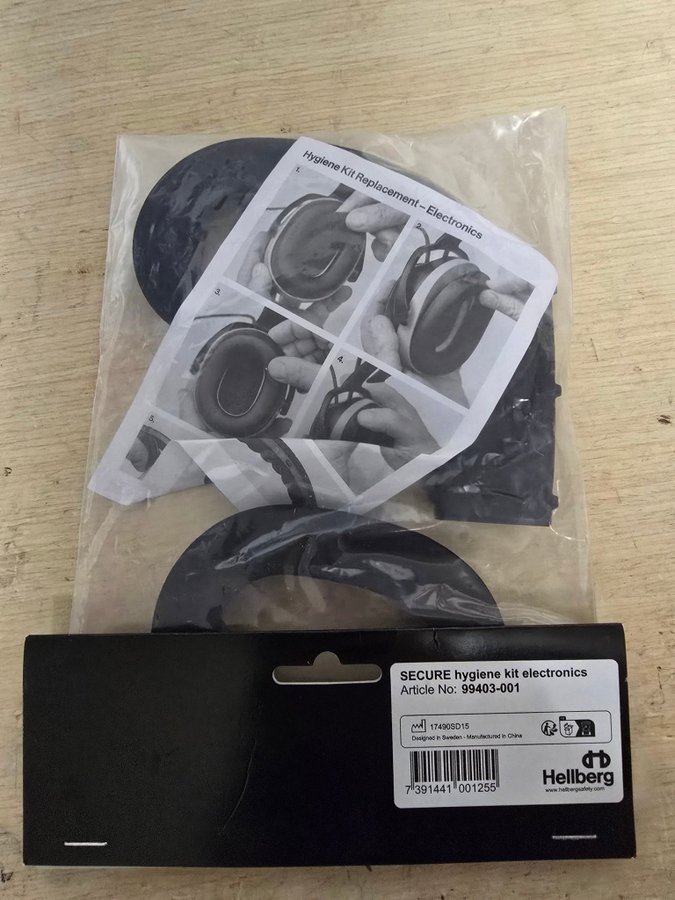 Hygiene Kit Replacement – Electronics
1.
2.
3.
4.
5.
SECURE hygiene kit electronics
Article No: 99403-001
17490SD15
Designed in Sweden - Manufactured in China
7 391441 001255
Hellberg
www.hellbergsafety.com